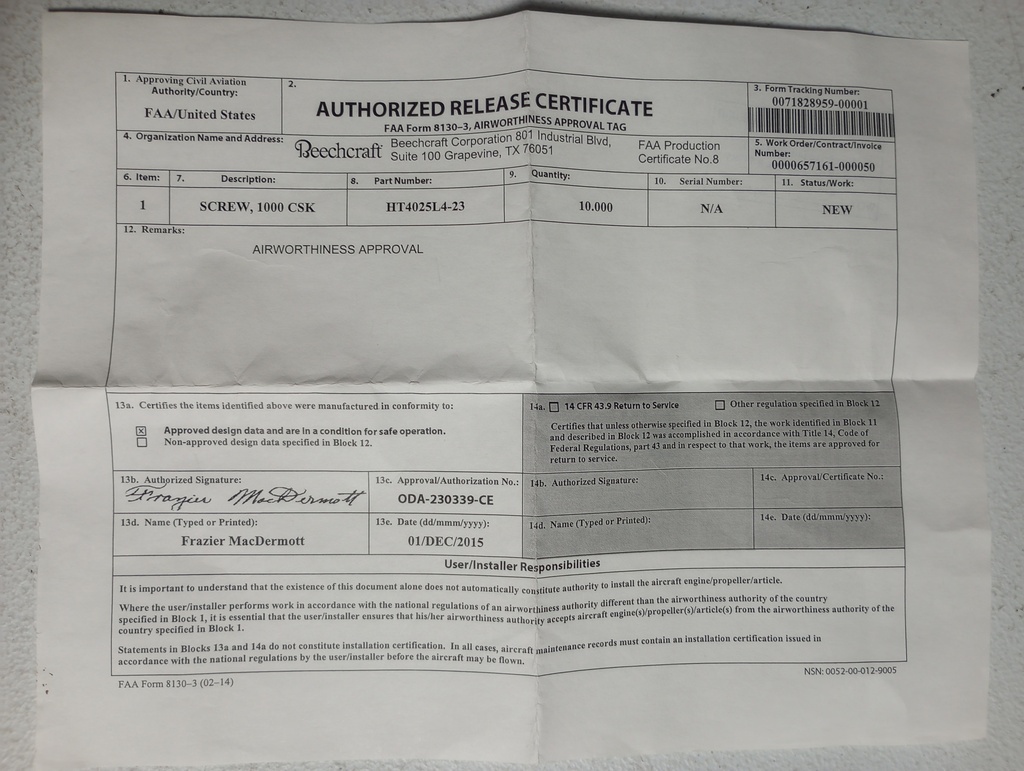 1. Approving Civil Aviation
Authority/Country:
FAA/United States
2.
AUTHORIZED RELEASE CERTIFICATE
FAA Form 8130–3, AIRWORTHINESS APPROVAL TAG
3. Form Tracking Number:
0071828959-00001
4. Organization Name and Address:
Beechcraft
Beechcraft Corporation 801 Industrial Blvd,
Suite 100 Grapevine, TX 76051
FAA Production
Certificate No.8
5. Work Order/Contract/Invoice
Number:
0000657161-000050
6. Item:
7. Description:
8. Part Number:
9. Quantity:
10. Serial Number:
11. Status/Work:
1
SCREW, 1000 CSK
HT4025L4-23
10.000
N/A
NEW
12. Remarks:
AIRWORTHINESS APPROVAL
13a. Certifies the items identified above were manufactured in conformity to:
☒ Approved design data and are in a condition for safe operation.
☐ Non-approved design data specified in Block 12.
14a. ☐ 14 CFR 43.9 Return to Service ☐ Other regulation specified in Block 12
Certifies that unless otherwise specified in Block 12, the work identified in Block 11
and described in Block 12 was accomplished in accordance with Title 14, Code of
Federal Regulations, part 43 and in respect to that work, the items are approved for
return to service.
13b. Authorized Signature:
Frazier MacDermott
13c. Approval/Authorization No.:
ODA-230339-CE
14b. Authorized Signature:
14c. Approval/Certificate No.:
13d. Name (Typed or Printed):
Frazier MacDermott
13e. Date (dd/mmm/yyyy):
01/DEC/2015
14d. Name (Typed or Printed):
14e. Date (dd/mmm/yyyy):
User/Installer Responsibilities
It is important to understand that the existence of this document alone does not automatically constitute authority to install the aircraft engine/propeller/article.
Where the user/installer performs work in accordance with the national regulations of an airworthiness authority different than the airworthiness authority of the country
specified in Block 1, it is essential that the user/installer ensures that his/her airworthiness authority accepts aircraft engine(s)/propeller(s)/article(s) from the airworthiness authority of the
country specified in Block 1.
Statements in Blocks 13a and 14a do not constitute installation certification. In all cases, aircraft maintenance records must contain an installation certification issued in
accordance with the national regulations by the user/installer before the aircraft may be flown.
FAA Form 8130–3 (02–14)
NSN: 0052-00-012-9005